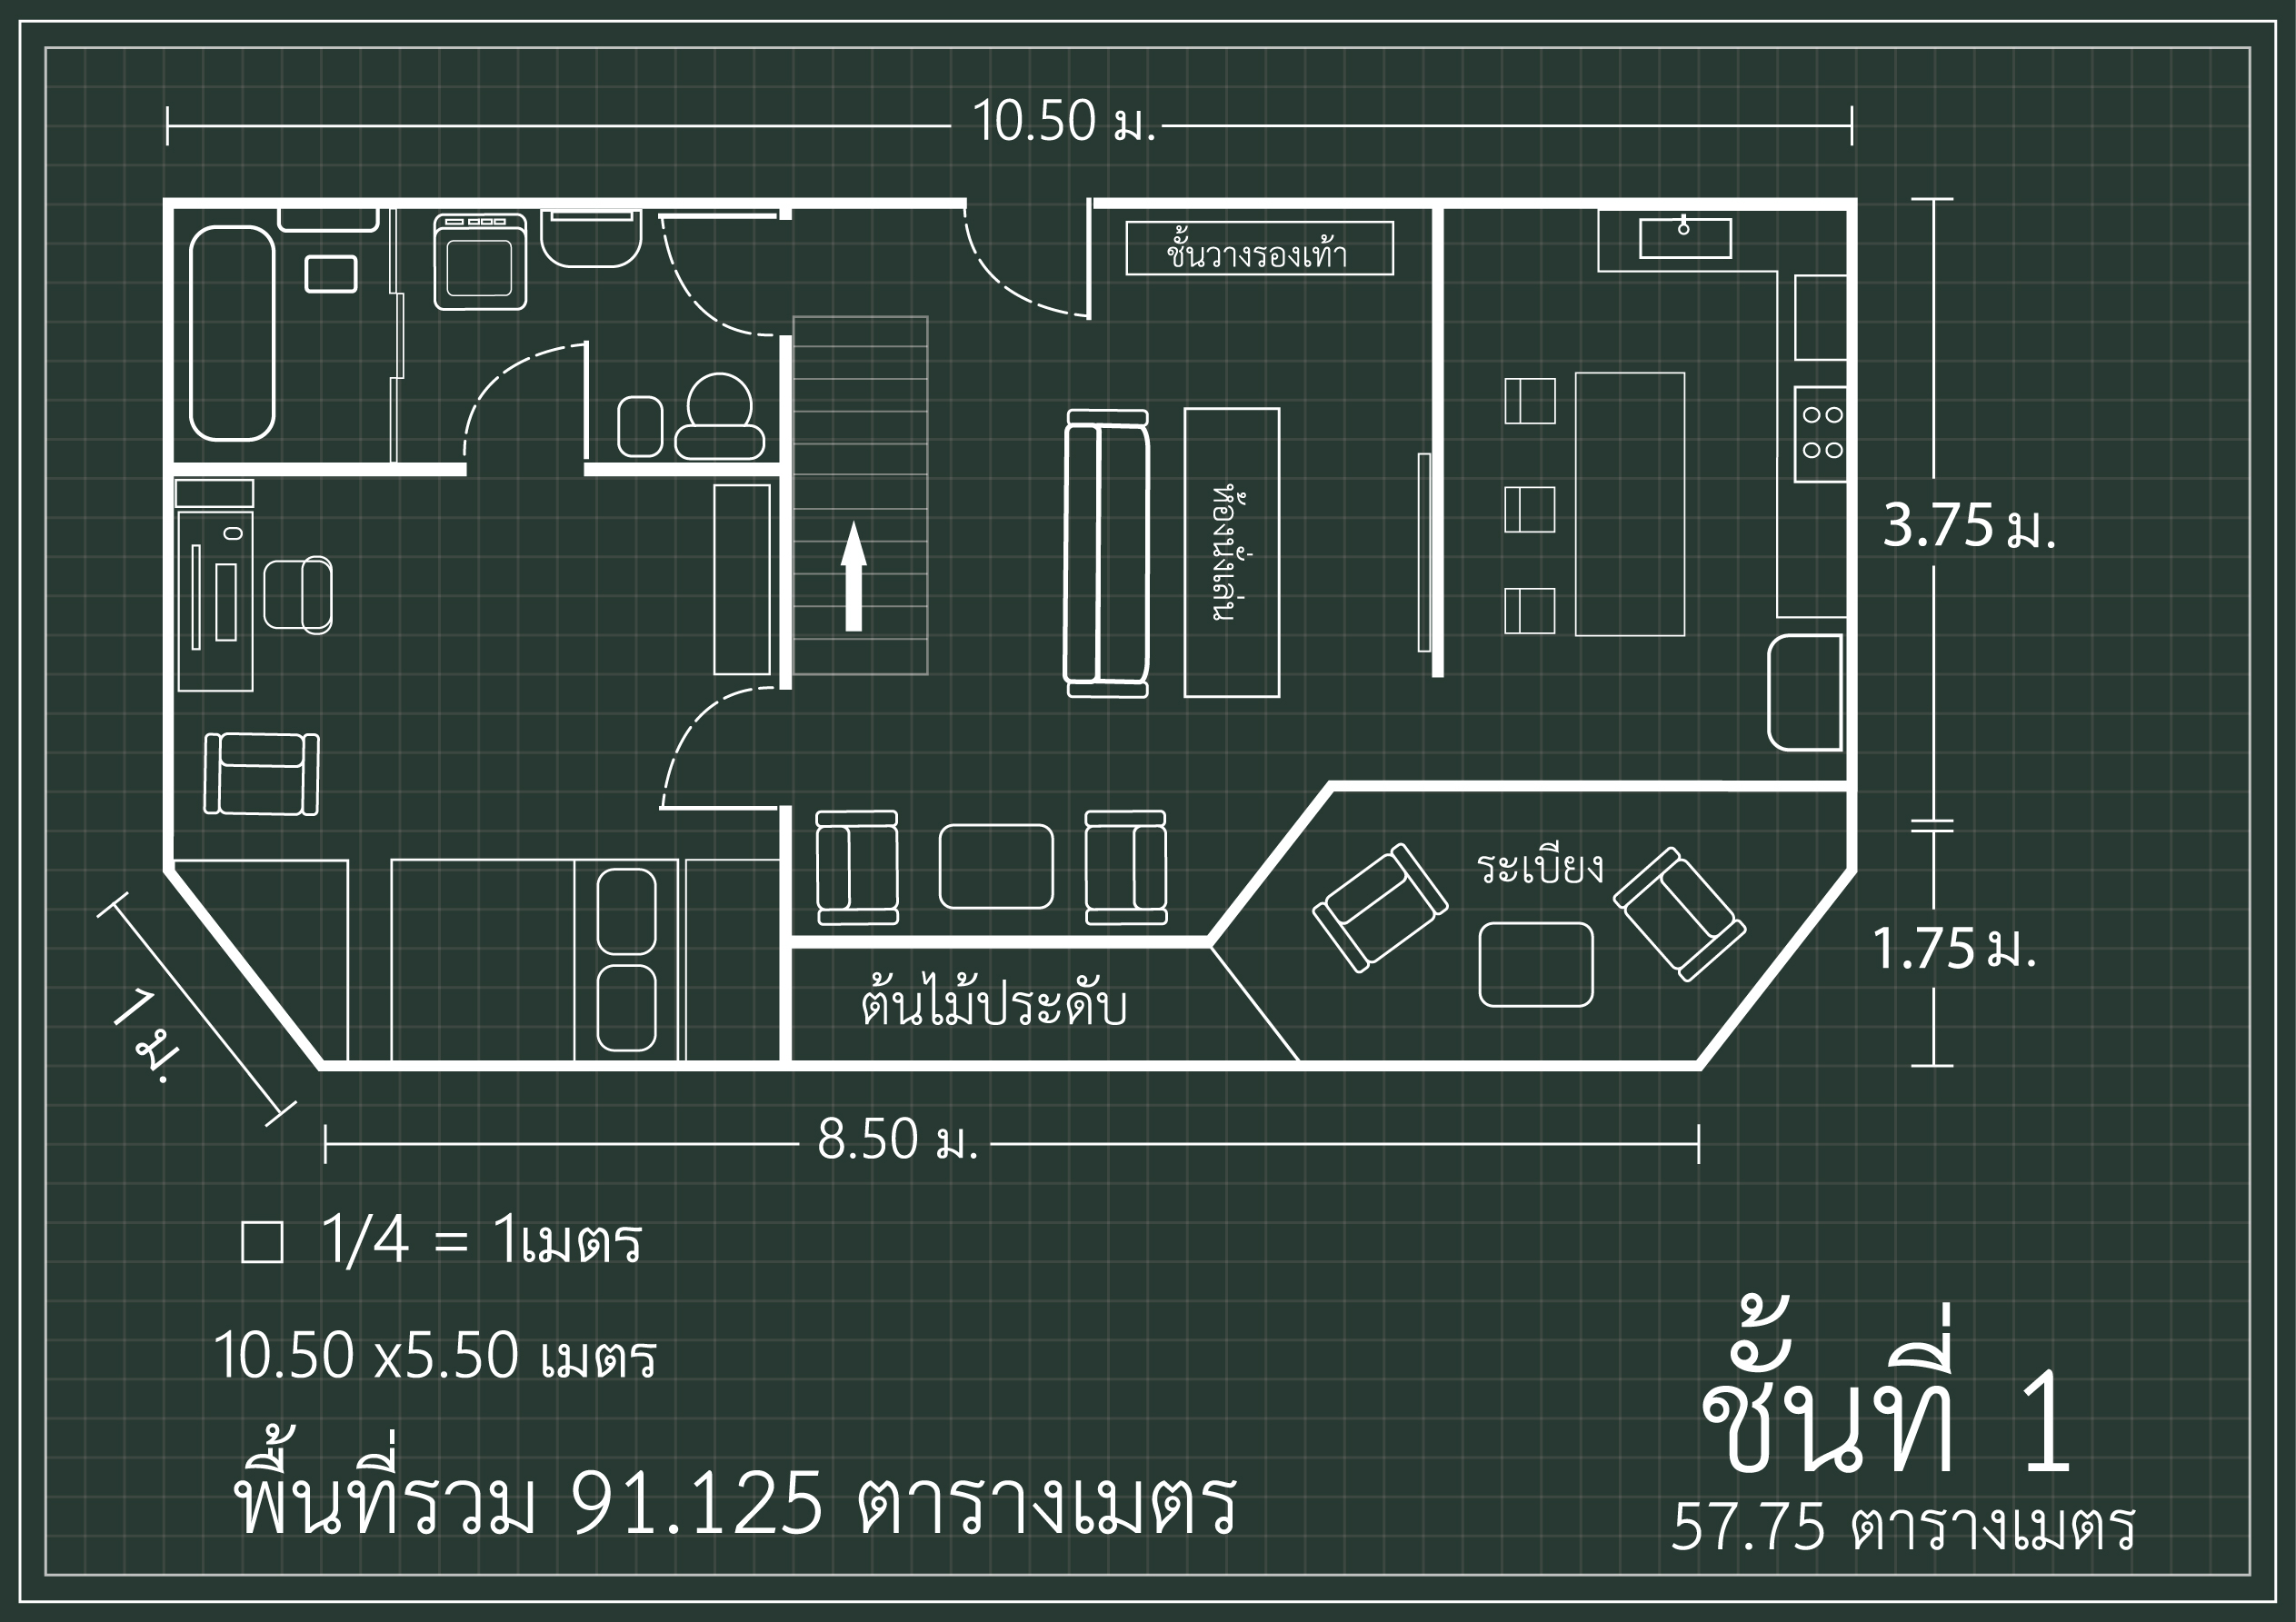 10.50 ม.
ชั้นวางรองเท้า
ห้องนั่งเล่น
3.75 ม.
ระเบียง
1.75 ม.
ต้นไม้ประดับ
1 ม.
8.50 ม.
1/4 = 1เมตร
10.50 x5.50 เมตร
พื้นที่รวม 91.125 ตารางเมตร
ชั้นที่ 1
57.75 ตารางเมตร